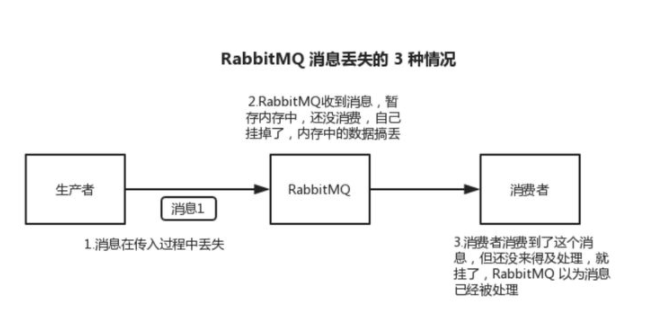 RabbitMQ 消息丢失的 3 种情况
2.RabbitMQ收到消息，暂
存内存中，还没消费，自己
挂掉了，内存中的数据搞丢
生产者
消息1
RabbitMQ
消费者
1.消息在传入过程中丢失
3.消费者消费到了这个消
息，但还没来得及处理，就
挂了，RabbitMQ 以为消息
已经被处理